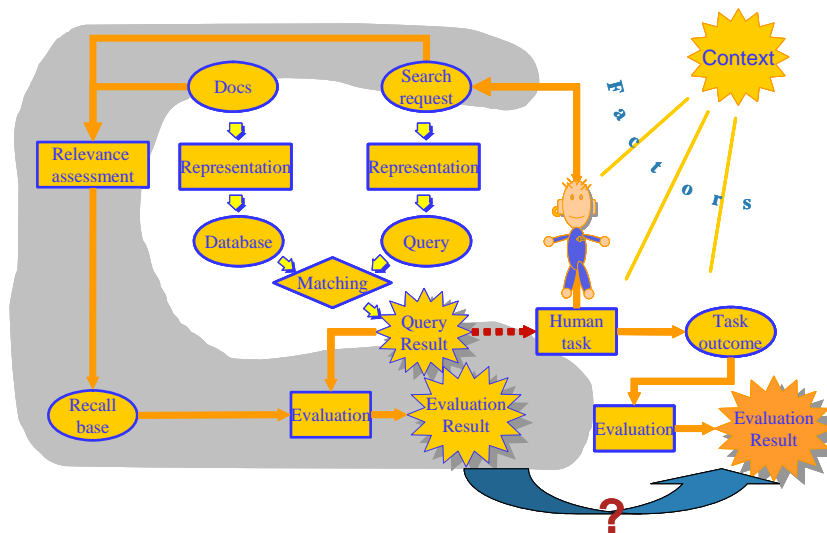 Context
Factors
Docs
Search
request
Relevance
assessment
Representation
Representation
Database
Query
Matching
Query
Result
Human
task
Task
outcome
Recall
base
Evaluation
Evaluation
Result
Evaluation
Evaluation
Result
?